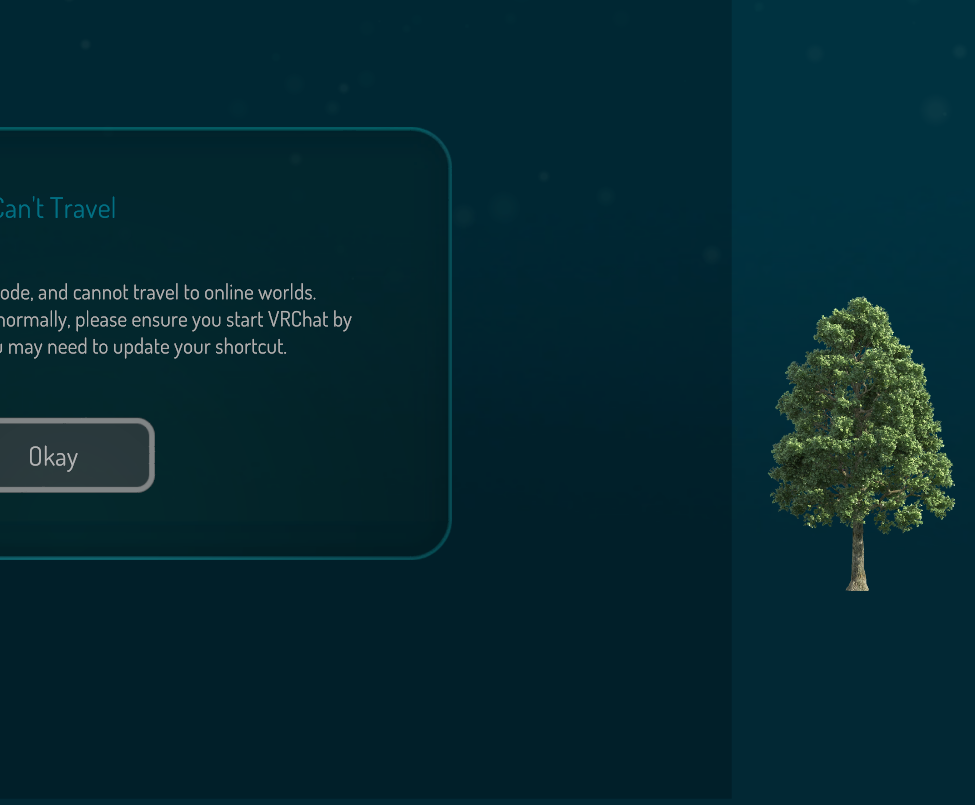 Can't Travel
ode, and cannot travel to online worlds.
normally, please ensure you start VRChat by
may need to update your shortcut.
Okay